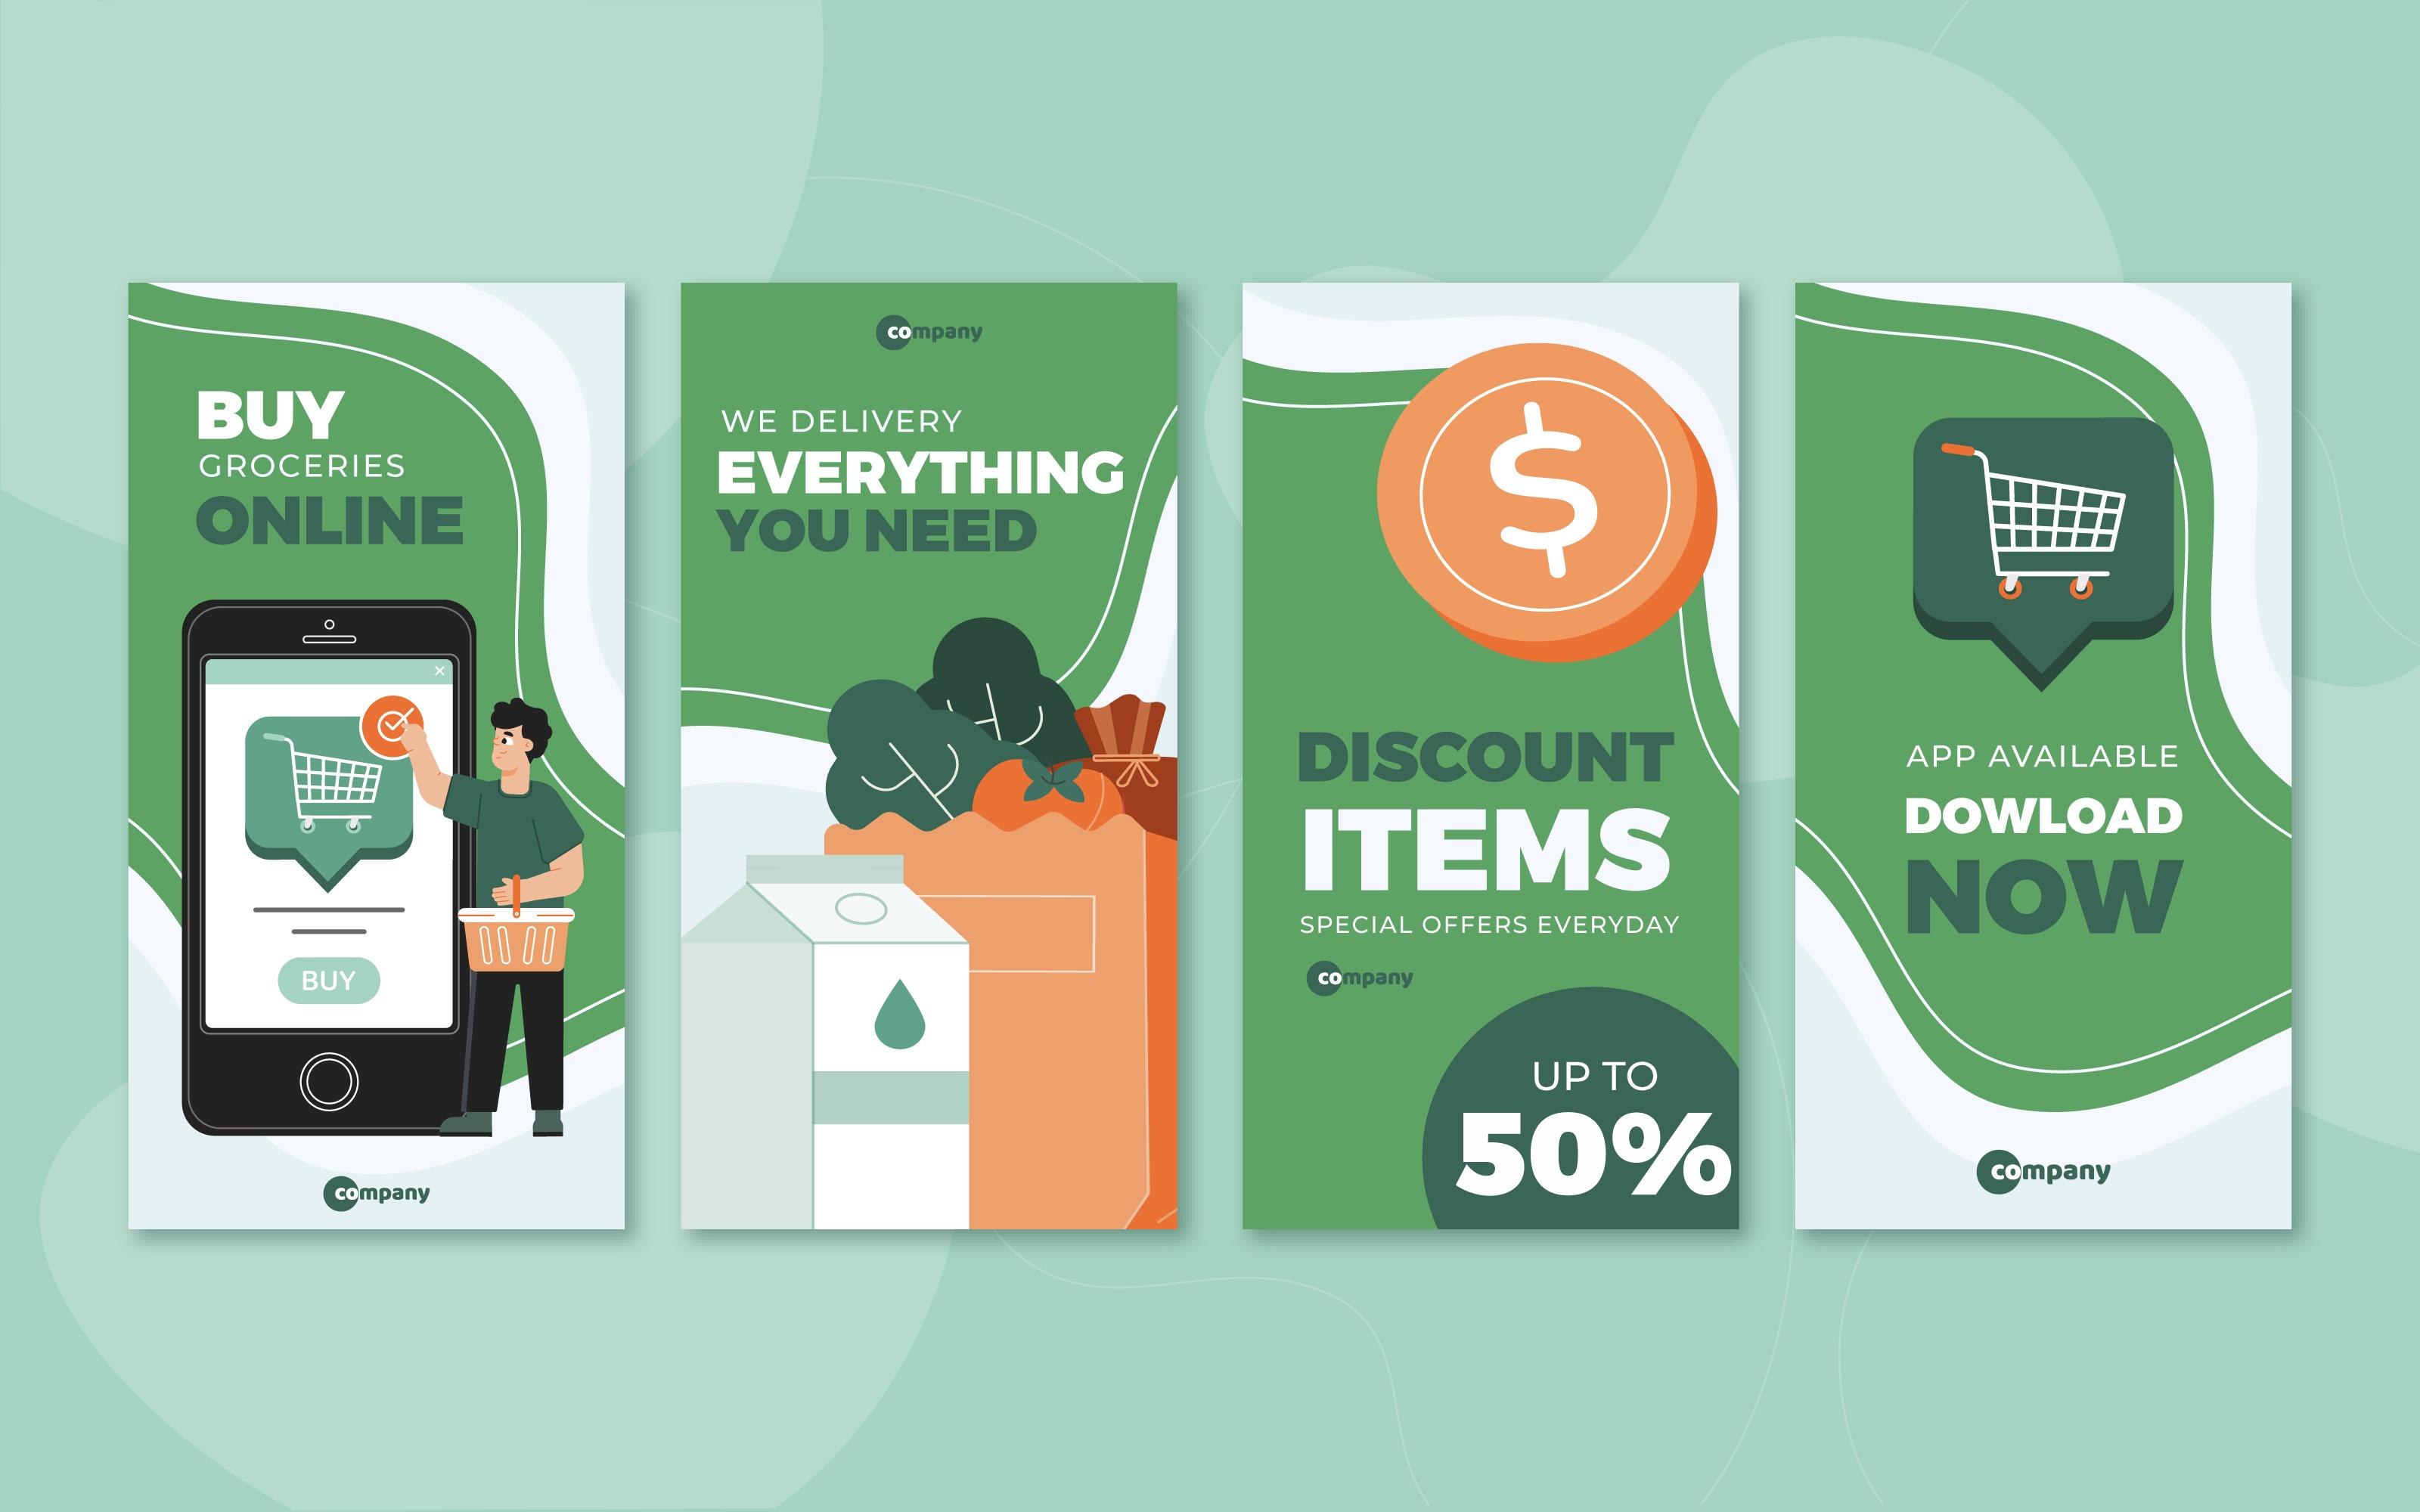 BUY
GROCERIES
ONLINE
BUY
company
company
WE DELIVERY
EVERYTHING
YOU NEED
DISCOUNT
ITEMS
SPECIAL OFFERS EVERYDAY
company
UP TO
50%
APP AVAILABLE
DOWLOAD
NOW
company